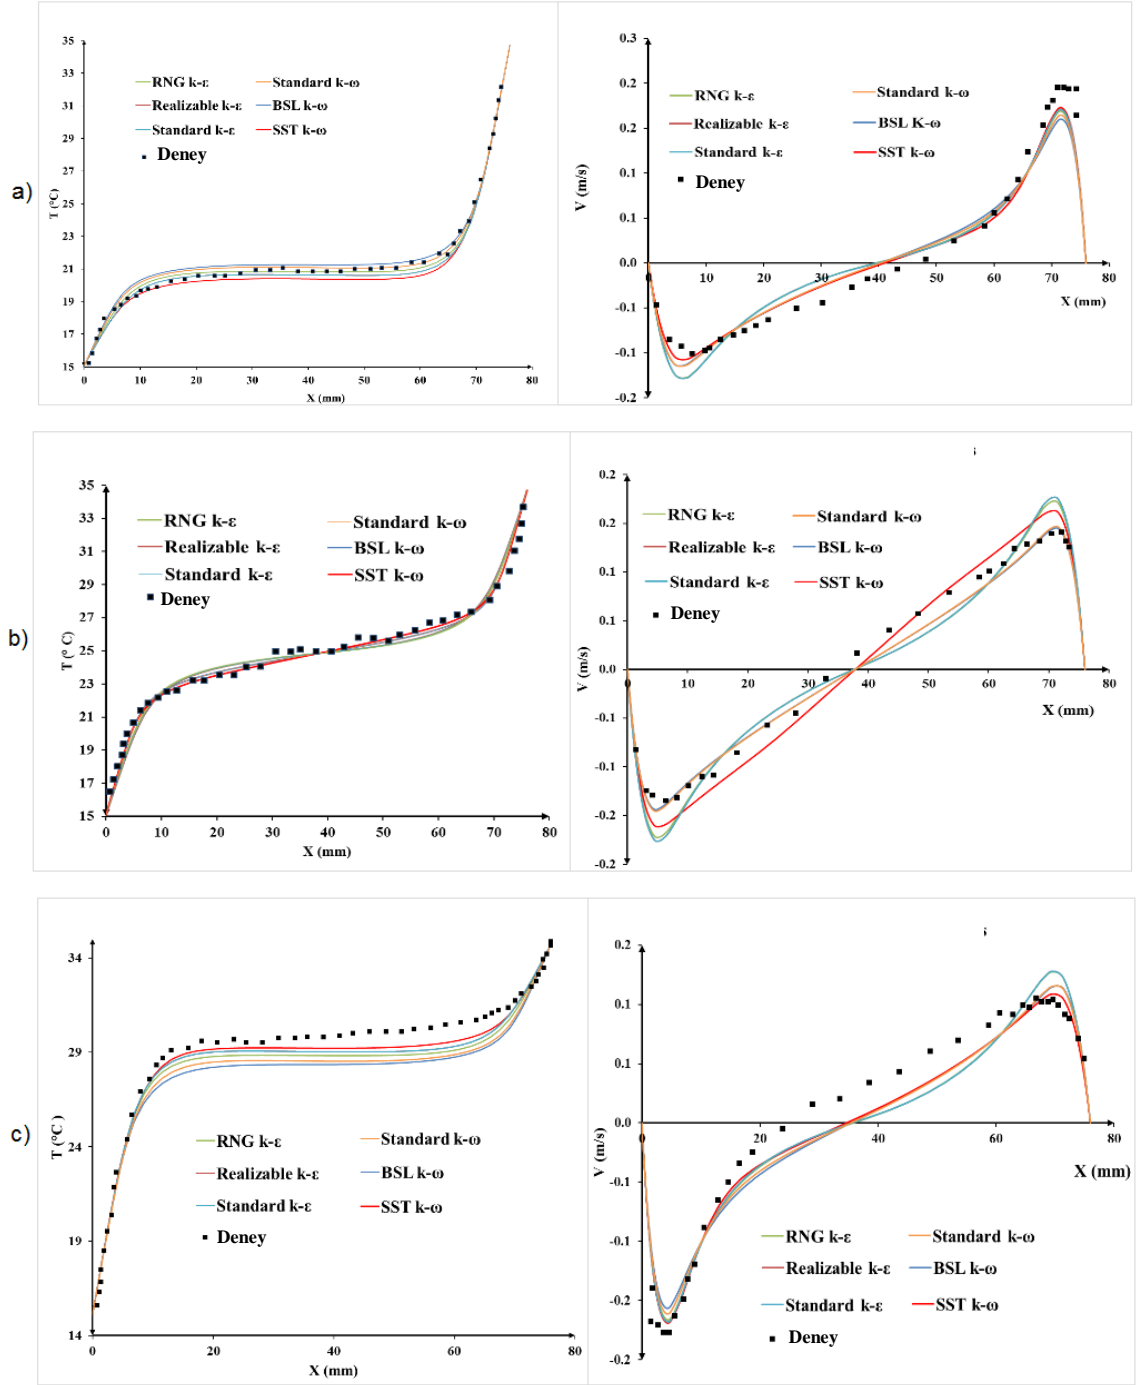 a)
35
33
31
29
27
25
23
21
19
17
15
T (°C)
RNG k-ε
Standard k-ω
Realizable k-ε
BSL k-ω
Standard k-ε
SST k-ω
Deney
0 10 20 30 40 50 60 70 80
X (mm)
0.3
0.2
0.2
0.1
0.1
0.0
-0.1
-0.1
-0.2
V (m/s)
RNG k-ε
Standard k-ω
Realizable k-ε
BSL K-ω
Standard k-ε
SST k-ω
Deney
0 10 20 30 40 50 60 70 80
X (mm)
b)
35
33
31
29
27
25
23
21
19
17
15
T (° C)
RNG k-ε
Standard k-ω
Realizable k-ε
BSL k-ω
Standard k-ε
SST k-ω
Deney
0 10 20 30 40 50 60 70 80
X (mm)
0.2
0.2
0.1
0.1
0.0
-0.1
-0.1
-0.2
-0.2
V (m/s)
RNG k-ε
Standard k-ω
Realizable k-ε
BSL k-ω
Standard k-ε
SST k-ω
Deney
0 10 20 30 40 50 60 70 80
X (mm)
c)
34
29
24
19
14
T (°C )
RNG k-ε
Standard k-ω
Realizable k-ε
BSL k-ω
Standard k-ε
SST k-ω
Deney
0 20 40 60 80
X (mm)
0.2
0.1
0.1
0.0
-0.1
-0.1
-0.2
-0.2
V (m/s)
0 20 40 60 80
X (mm)
RNG k-ε
Standard k-ω
Realizable k-ε
BSL k-ω
Standard k-ε
SST k-ω
Deney